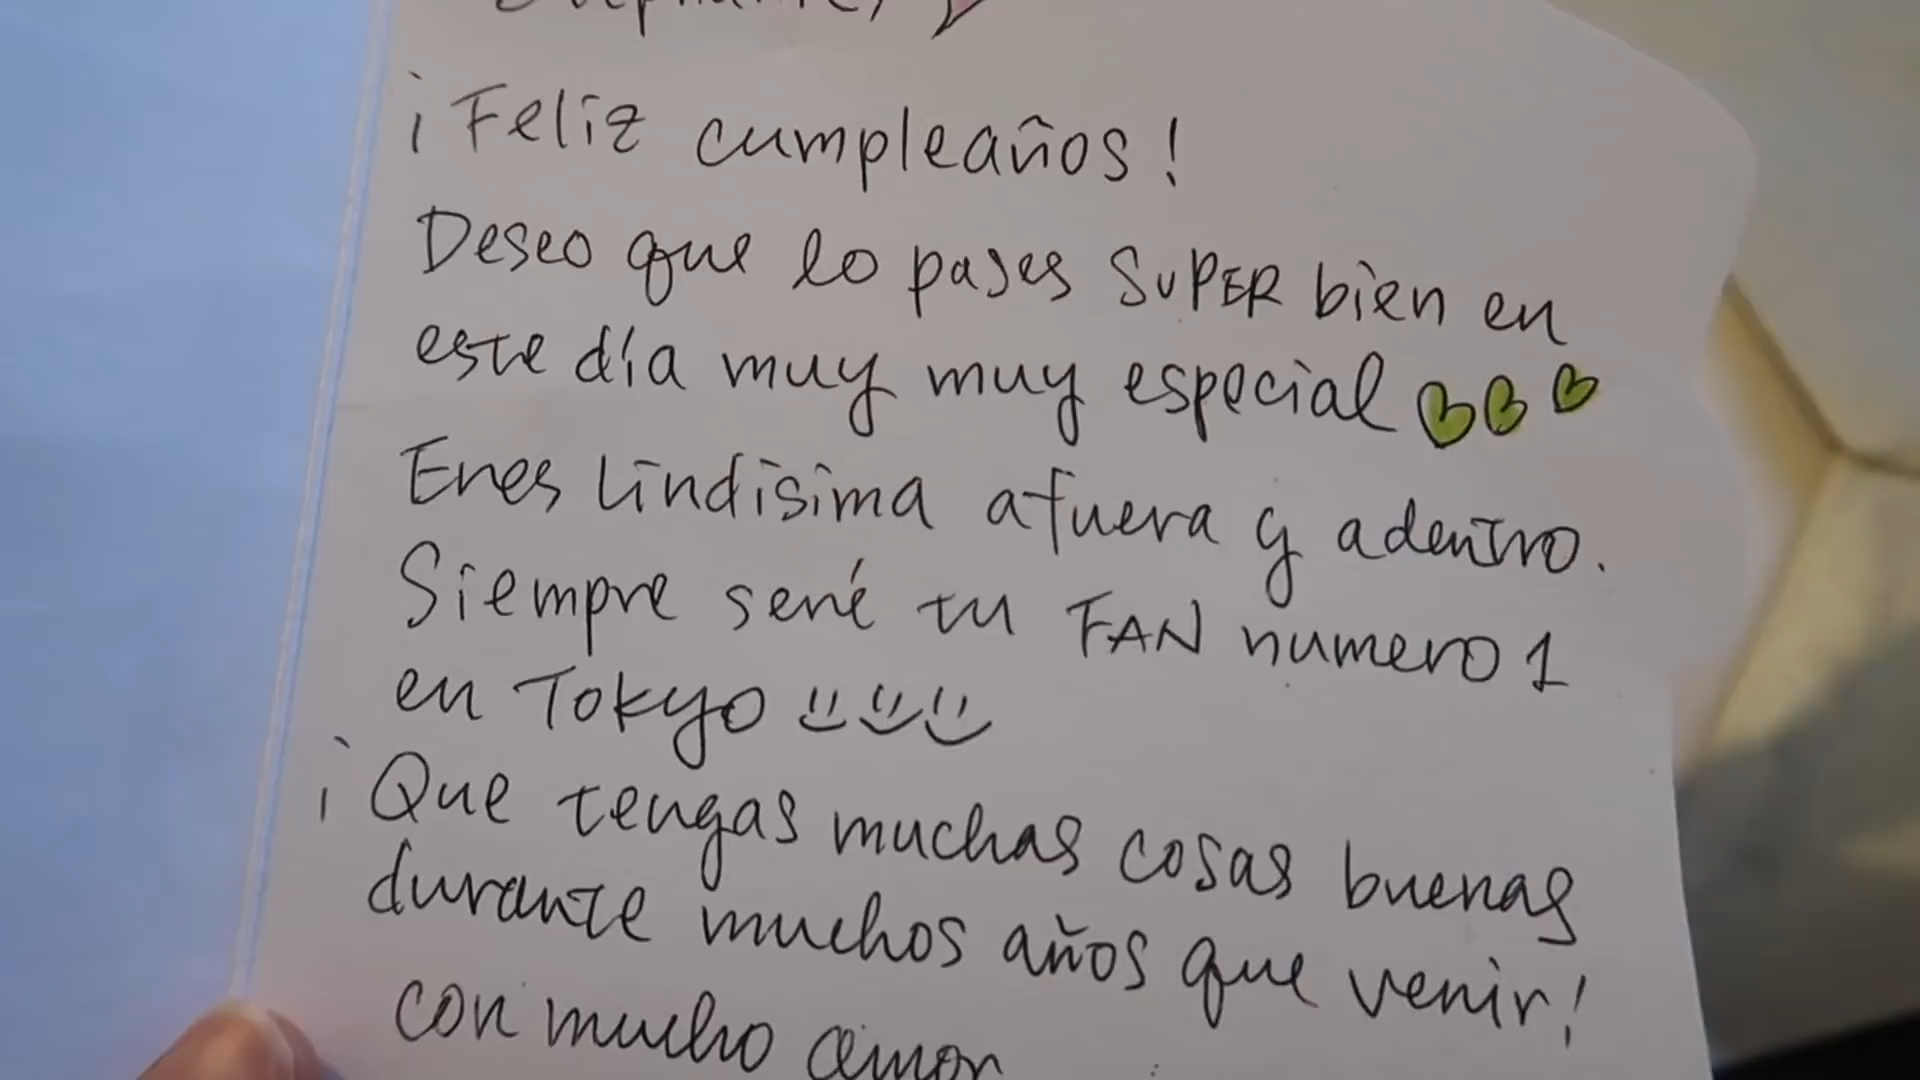 ¡Feliz cumpleaños!
Deseo que lo pases SUPER bien en
este día muy muy especial
Eres lindisima afuera y adentro.
Siempre seré tu FAN numero 1
en Tokyo
¡Que tengas muchas cosas buenas
durante muchos años que venir!
con mucho amor